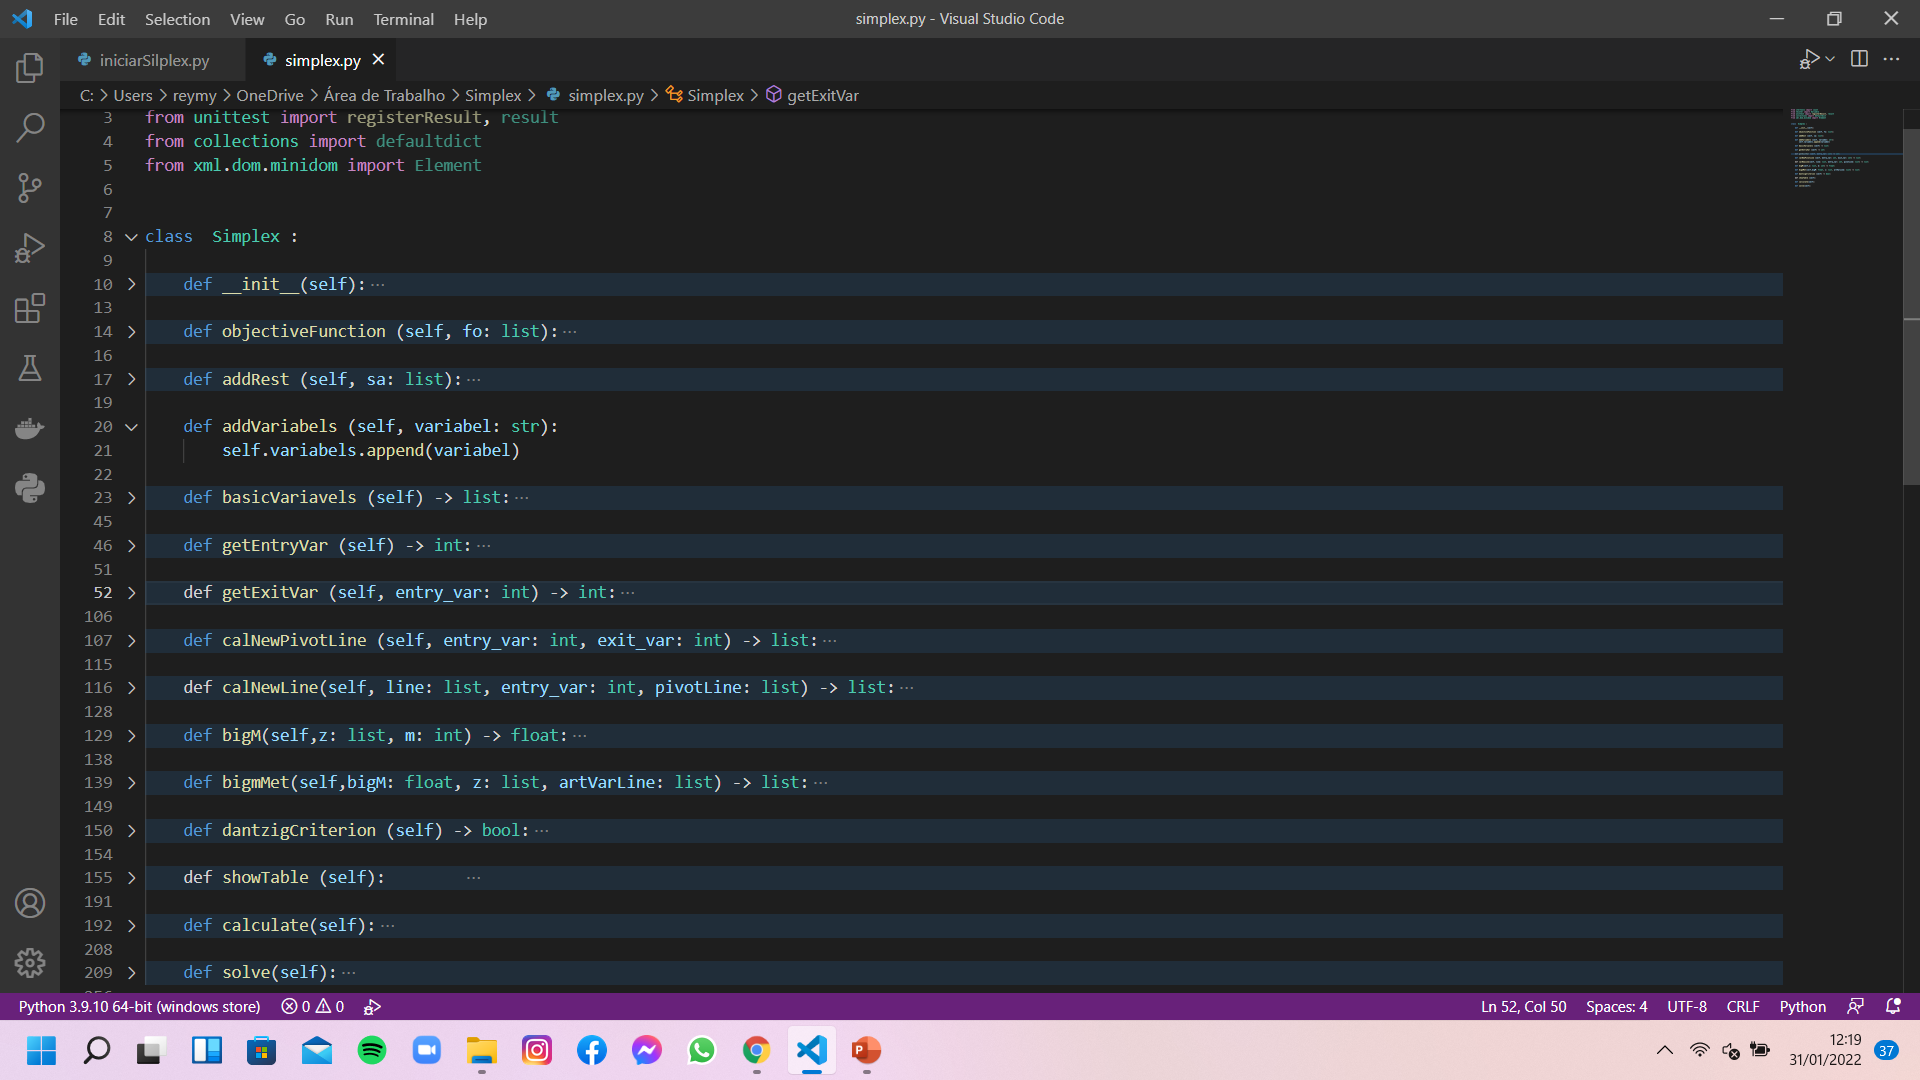 File Edit Selection View Go Run Terminal Help simplex.py - Visual Studio Code
iniciarSilplex.py simplex.py
C: > Users > reymy > OneDrive > Área de Trabalho > Simplex > simplex.py > Simplex > getExitVar
3 from unittest import registerResult, result
4 from collections import defaultdict
5 from xml.dom.minidom import Element
6
7
8 class  Simplex :
9
10 def __init__(self): ···
13
14 def objectiveFunction (self, fo: list): ···
16
17 def addRest (self, sa: list): ···
19
20 def addVariabels (self, variabel: str):
21 self.variabels.append(variabel)
22
23 def basicVariavels (self) -> list: ···
45
46 def getEntryVar (self) -> int: ···
51
52 def getExitVar (self, entry_var: int) -> int: ···
106
107 def calNewPivotLine (self, entry_var: int, exit_var: int) -> list: ···
115
116 def calNewLine(self, line: list, entry_var: int, pivotLine: list) -> list: ···
128
129 def bigM(self,z: list, m: int) -> float: ···
138
139 def bigmMet(self,bigM: float, z: list, artVarLine: list) -> list: ···
149
150 def dantzigCriterion (self) -> bool: ···
154
155 def showTable (self): ···
191
192 def calculate(self): ···
208
209 def solve(self): ···
Python 3.9.10 64-bit (windows store) 0 0 Ln 52, Col 50 Spaces: 4 UTF-8 CRLF Python
12:19
31/01/2022 37